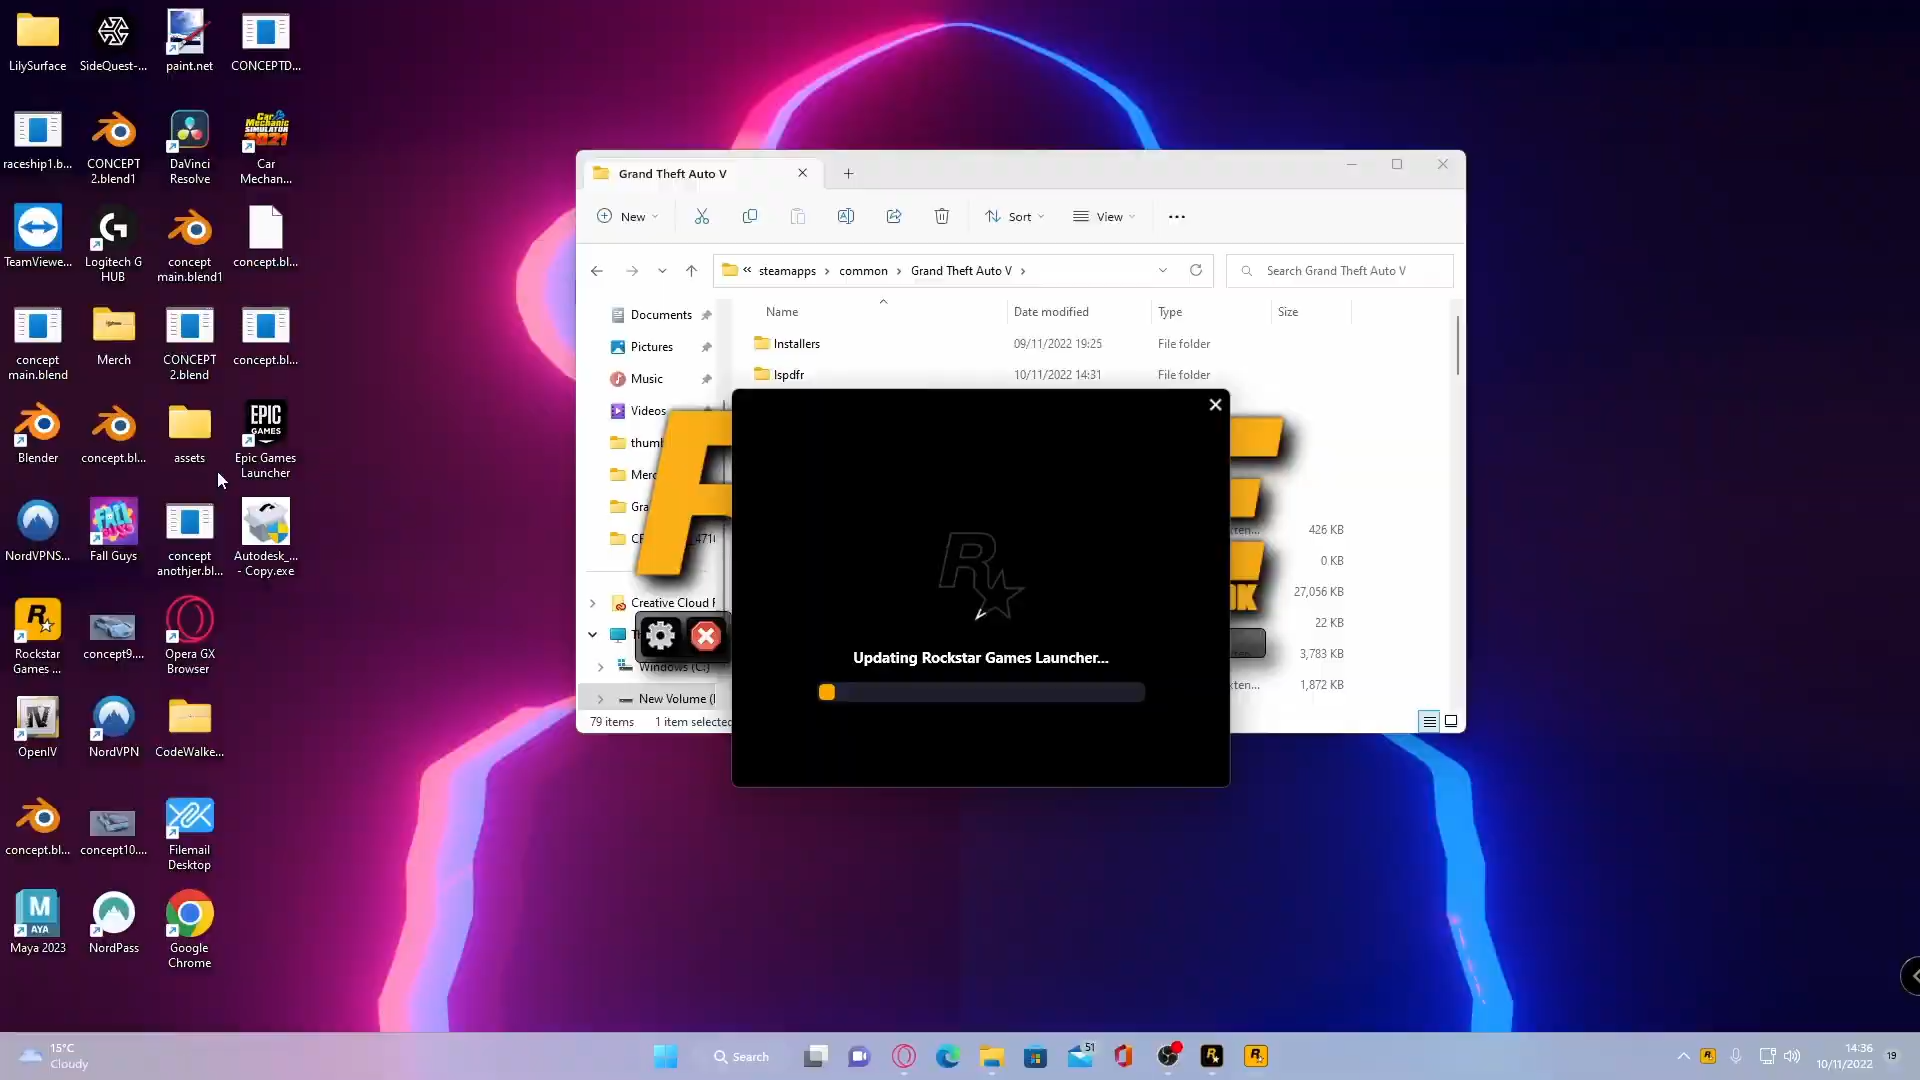 LilySurface
SideQuest-...
paint.net
CONCEPTD...
raceship1.b...
CONCEPT
2.blend1
DaVinci
Resolve
Car
Mechan...
TeamViewe...
Logitech G
HUB
concept
main.blend1
concept.bl...
concept
main.blend
Merch
CONCEPT
2.blend
concept.bl...
Blender
concept.bl...
assets
Epic Games
Launcher
NordVPNS...
Fall Guys
concept
anothjer.bl...
Autodesk_...
- Copy.exe
Rockstar
Games ...
concept9....
Opera GX
Browser
OpenIV
NordVPN
CodeWalke...
concept.bl...
concept10....
Filemail
Desktop
Maya 2023
NordPass
Google
Chrome
Grand Theft Auto V
New
Sort
View
steamapps
common
Grand Theft Auto V
Search Grand Theft Auto V
Name
Date modified
Type
Size
Documents
Pictures
Music
Videos
Creative Cloud F
Windows (C:)
New Volume (
Installers
09/11/2022 19:25
File folder
lspdfr
10/11/2022 14:31
File folder
426 KB
0 KB
27,056 KB
22 KB
3,783 KB
1,872 KB
79 items
1 item selected
Updating Rockstar Games Launcher...
15°C
Cloudy
Search
51
14:36
10/11/2022
19